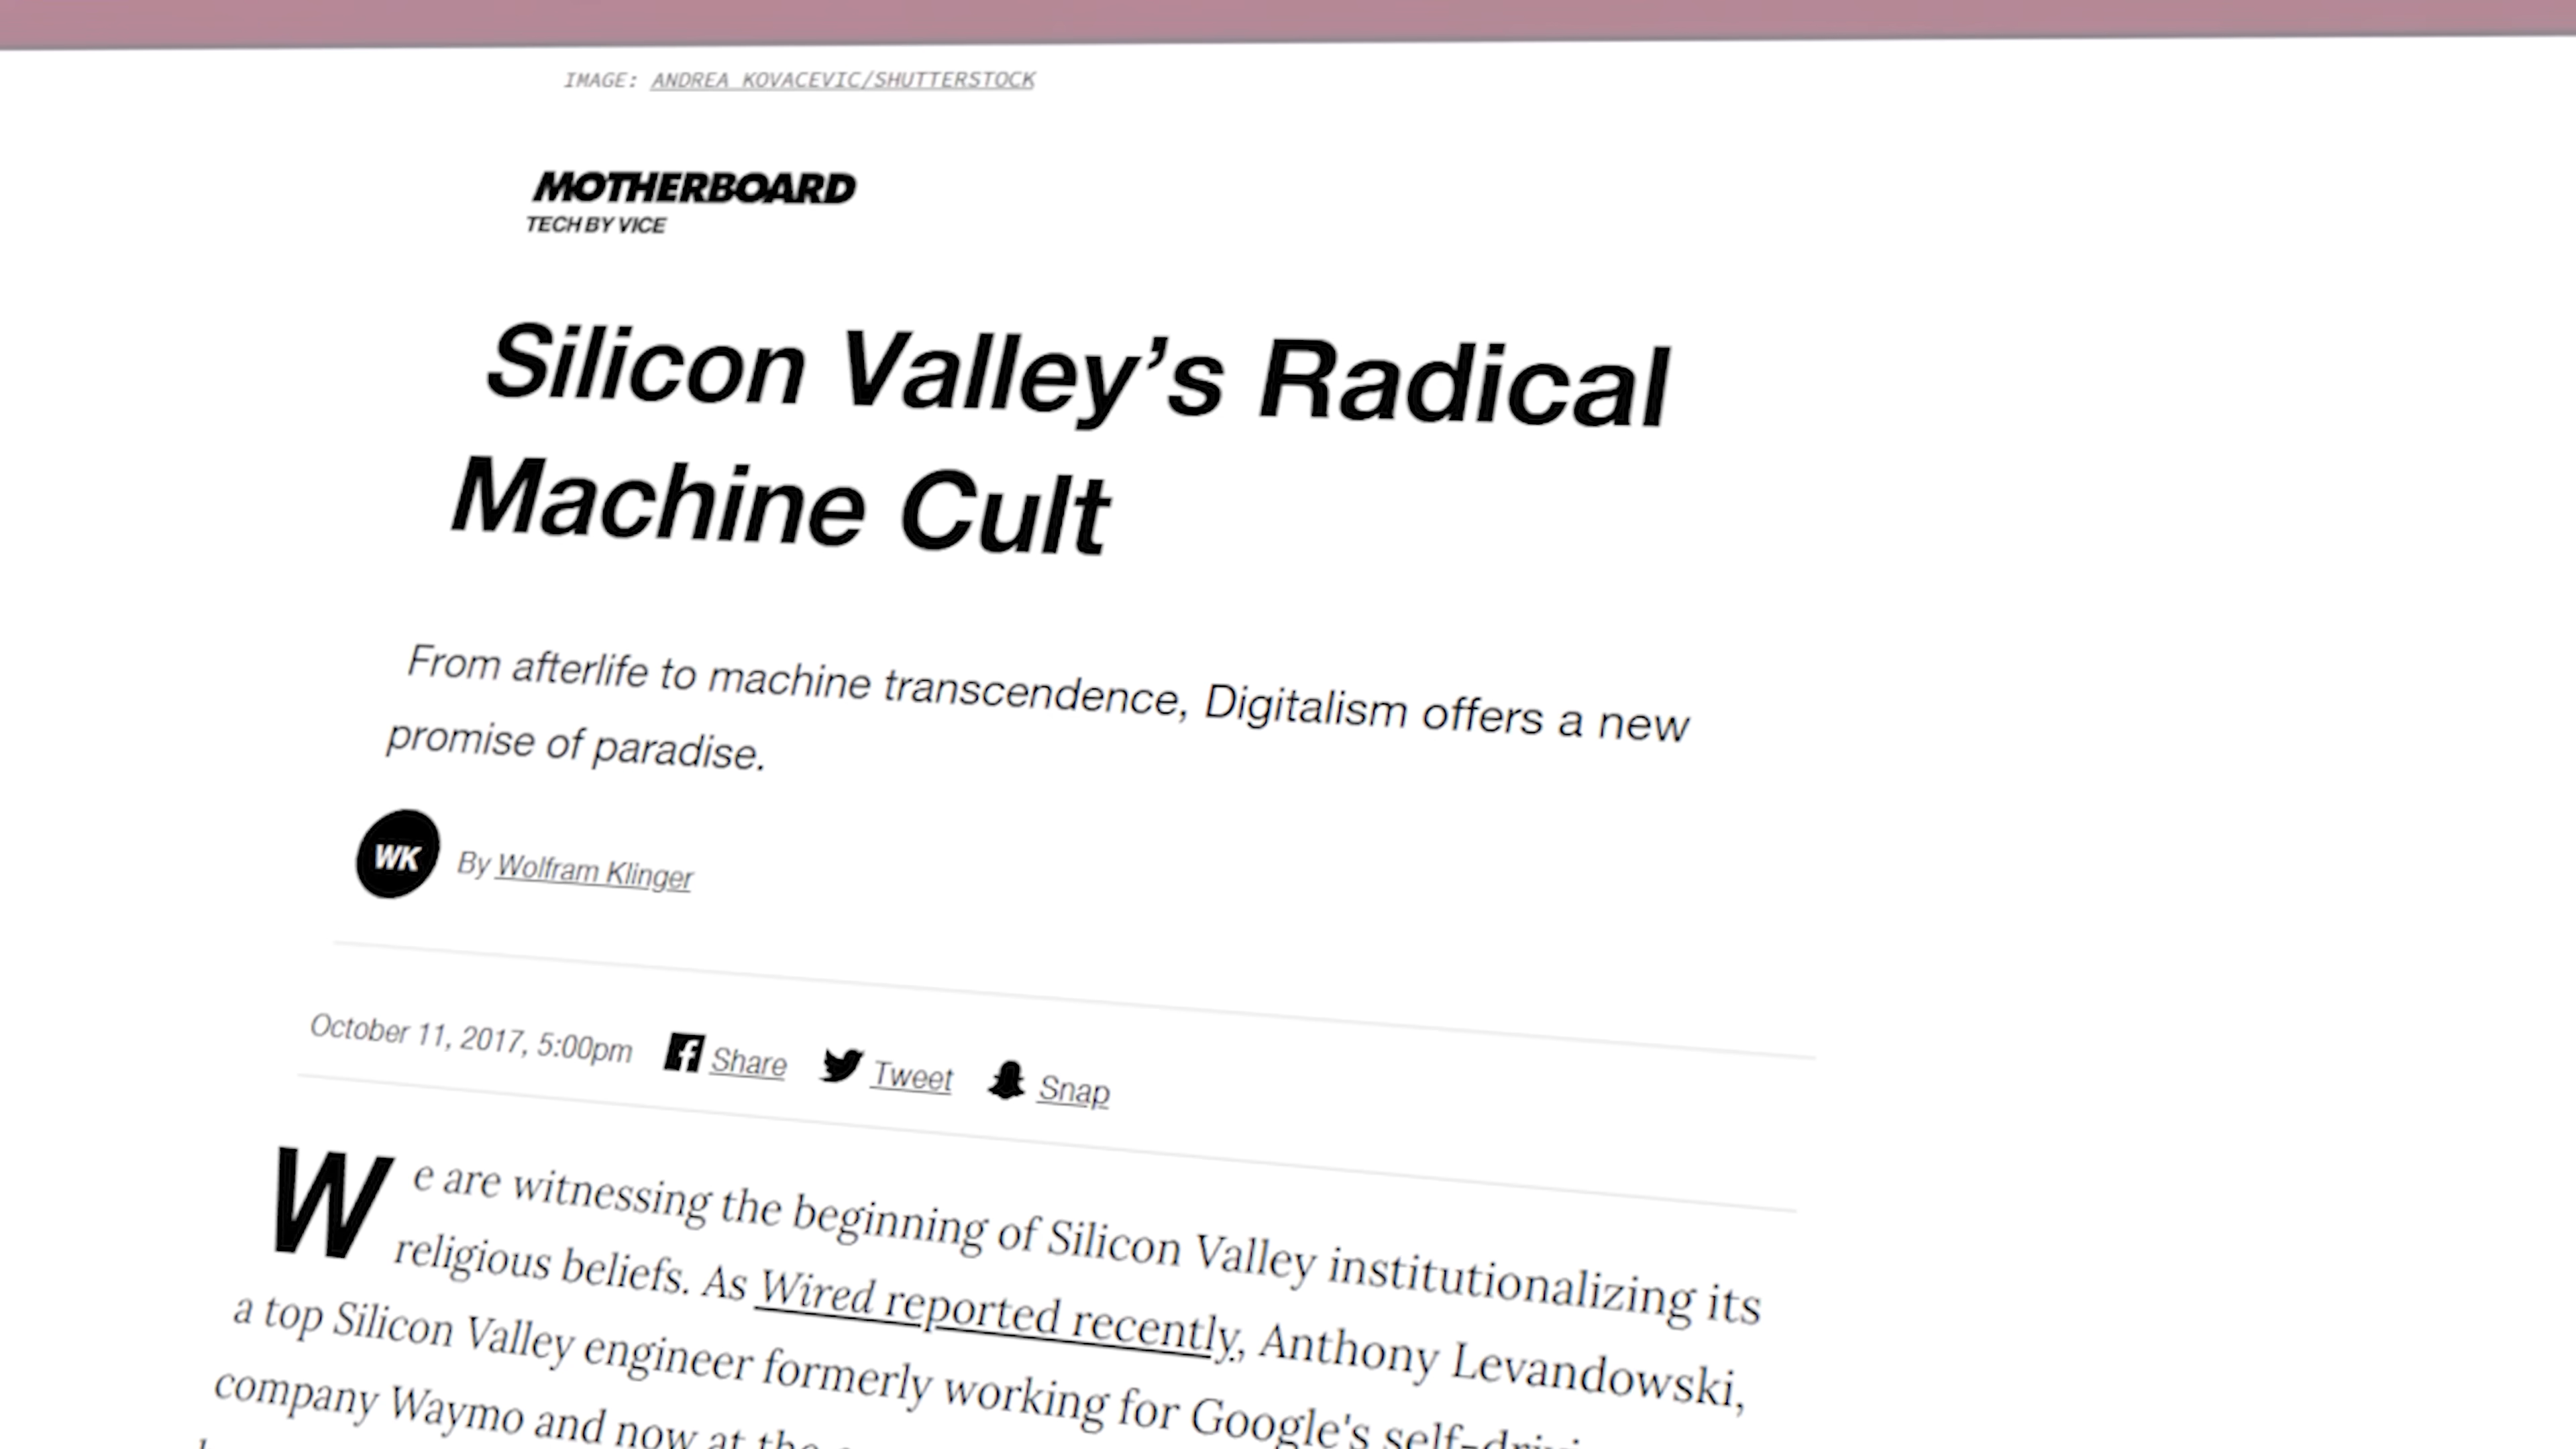 IMAGE: ANDREA KOVACEVIC/SHUTTERSTOCK
MOTHERBOARD
TECH BY VICE
Silicon Valley’s Radical
Machine Cult
From afterlife to machine transcendence, Digitalism offers a new
promise of paradise.
WK By Wolfram Klinger
October 11, 2017, 5:00pm Share Tweet Snap
We are witnessing the beginning of Silicon Valley institutionalizing its
religious beliefs. As Wired reported recently, Anthony Levandowski,
a top Silicon Valley engineer formerly working for Google's
company Waymo and now at the